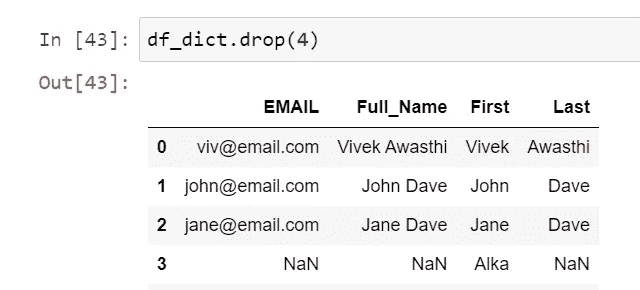 In [43]: df_dict.drop(4)
Out[43]:
EMAIL Full_Name First Last
0 viv@email.com Vivek Awasthi Vivek Awasthi
1 john@email.com John Dave John Dave
2 jane@email.com Jane Dave Jane Dave
3 NaN NaN Alka NaN